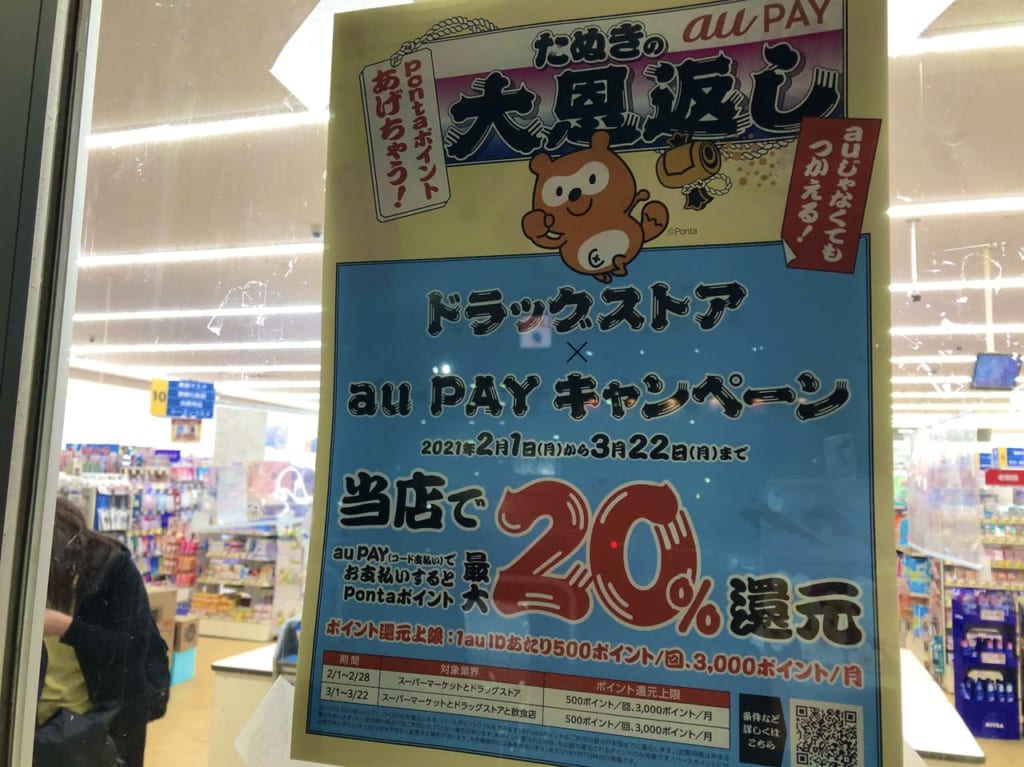 au PAY
たぬきの
大恩返し
Pontaポイント
あげちゃう!
auじゃなくても
つかえる!
©Ponta
ドラッグストア
×
au PAY キャンペーン
2021年2月1日(月)から3月22日(月)まで
当店で
au PAY(コード支払い)で
お支払いすると
Pontaポイント
最大
20%還元
ポイント還元上限:1au IDあたり500ポイント/回、3,000ポイント/月
期間 対象業界 ポイント還元上限
2/1~2/28 スーパーマーケットとドラッグストア 500ポイント/回、3,000ポイント/月
3/1~3/22 スーパーマーケットとドラッグストアと飲食店 500ポイント/回、3,000ポイント/月
条件など
詳しくは
こちら
10
NIVEA